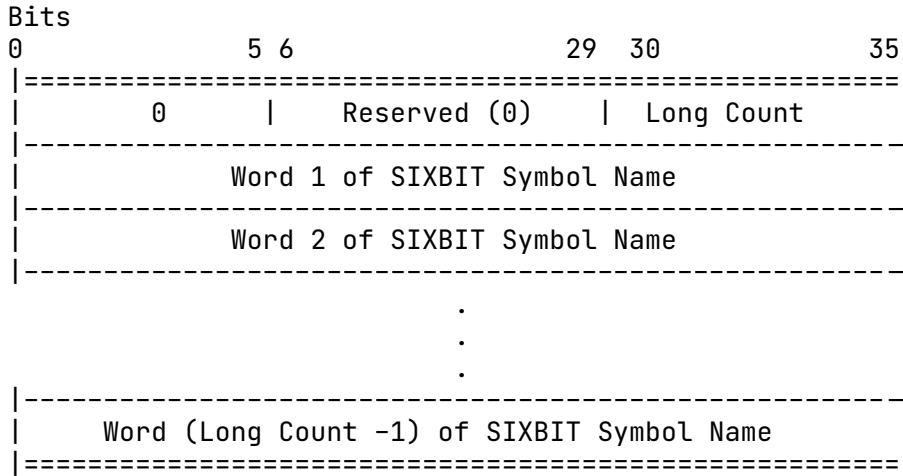 Bits
0 5 6 29 30 35
|=======================================================
| 0 | Reserved (0) | Long Count
|--------------------------------------------------------
| Word 1 of SIXBIT Symbol Name
|--------------------------------------------------------
| Word 2 of SIXBIT Symbol Name
|--------------------------------------------------------
.
.
.
|--------------------------------------------------------
| Word (Long Count -1) of SIXBIT Symbol Name
|=======================================================